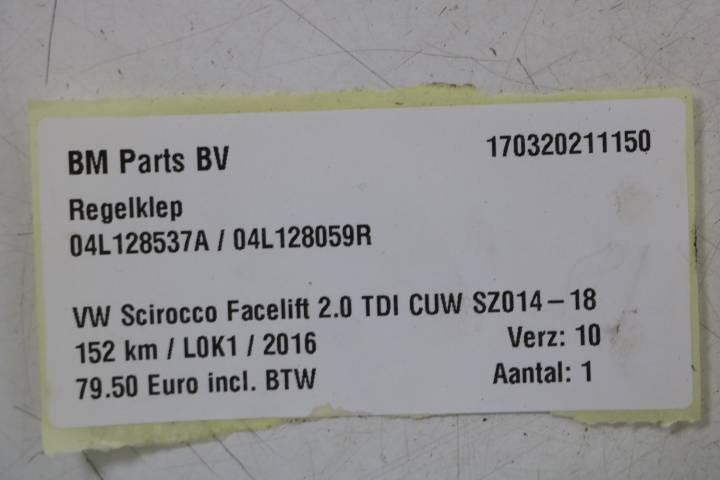 BM Parts BV 170320211150
Regelklep
04L128537A / 04L128059R
VW Scirocco Facelift 2.0 TDI CUW SZ014-18
152 km / L0K1 / 2016 Verz: 10
79.50 Euro incl. BTW Aantal: 1